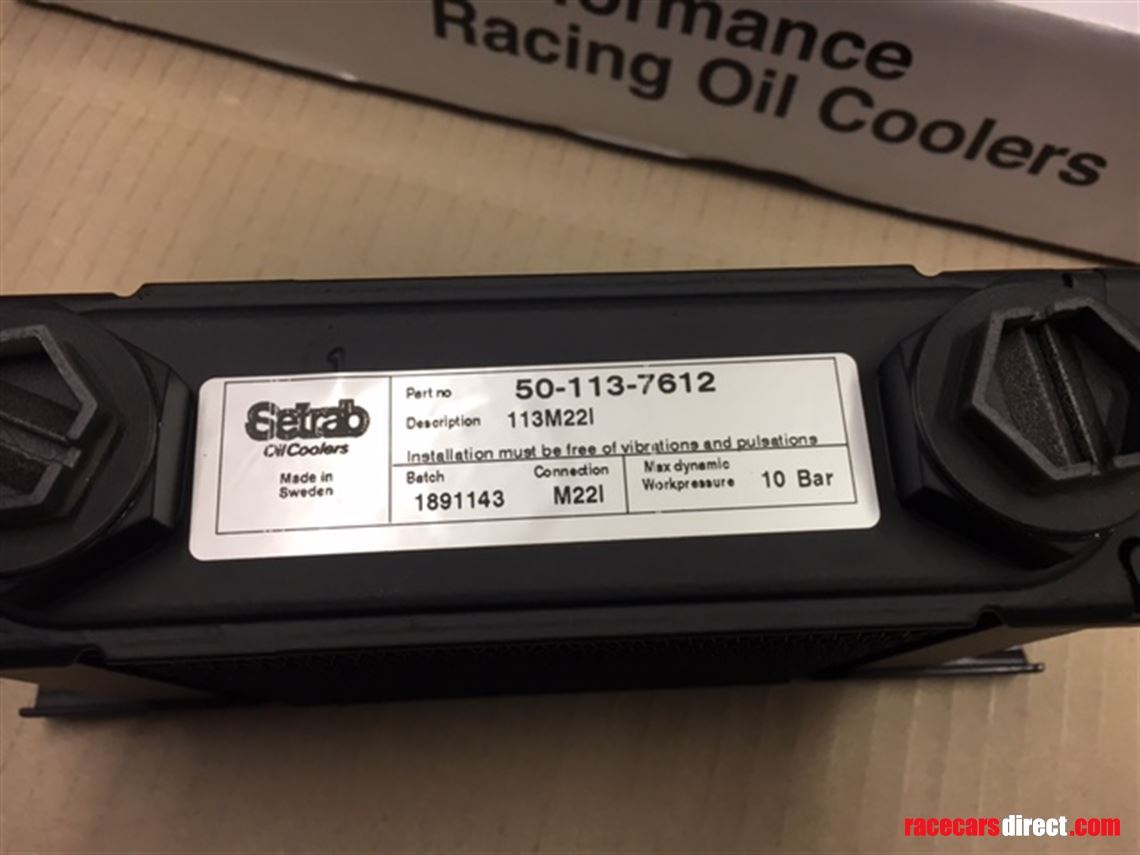 Racing Oil Coolers
1
Setrab
Oil Coolers
Made in
Sweden
Part no 50-113-7612
Description 113M22I
Installation must be free of vibrations and pulsations
Batch
1891143
Connection
M22I
Max dynamic
Workpressure 10 Bar
racecarsdirect.com